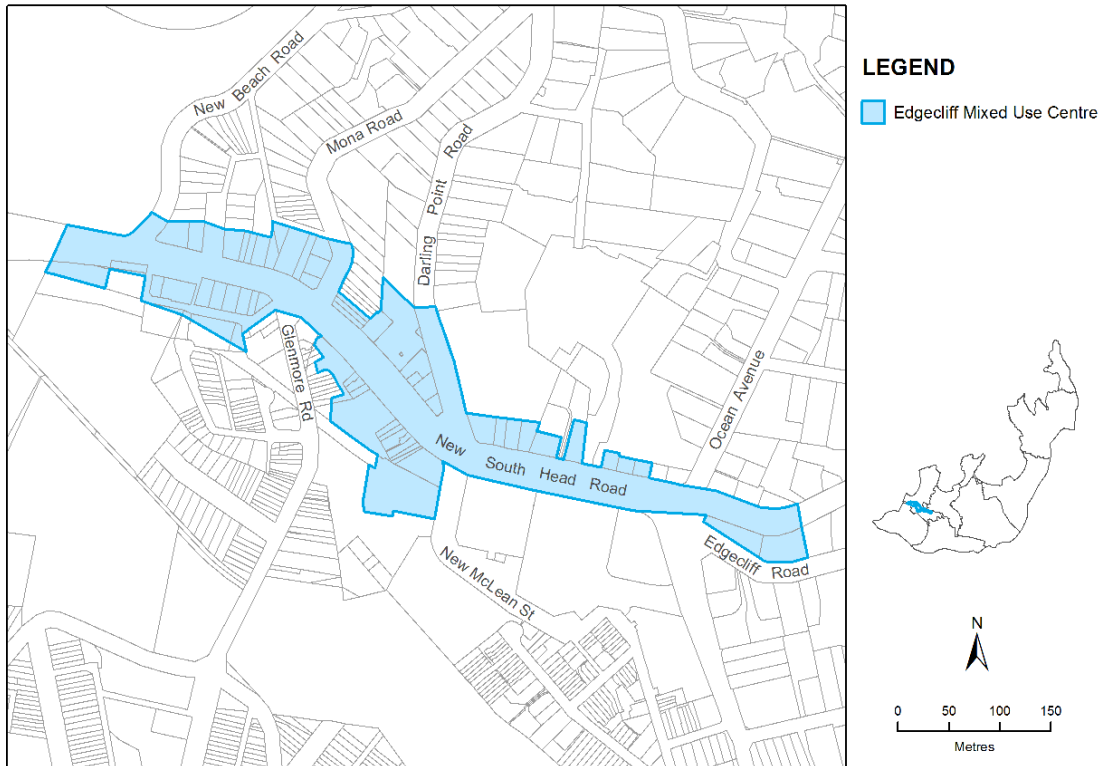 New Beach Road
Mona Road
Darling Point Road
Glenmore Rd
Ocean Avenue
New South Head Road
Edgecliff Road
New McLean St
LEGEND
Edgecliff Mixed Use Centre
N
0 50 100 150
Metres